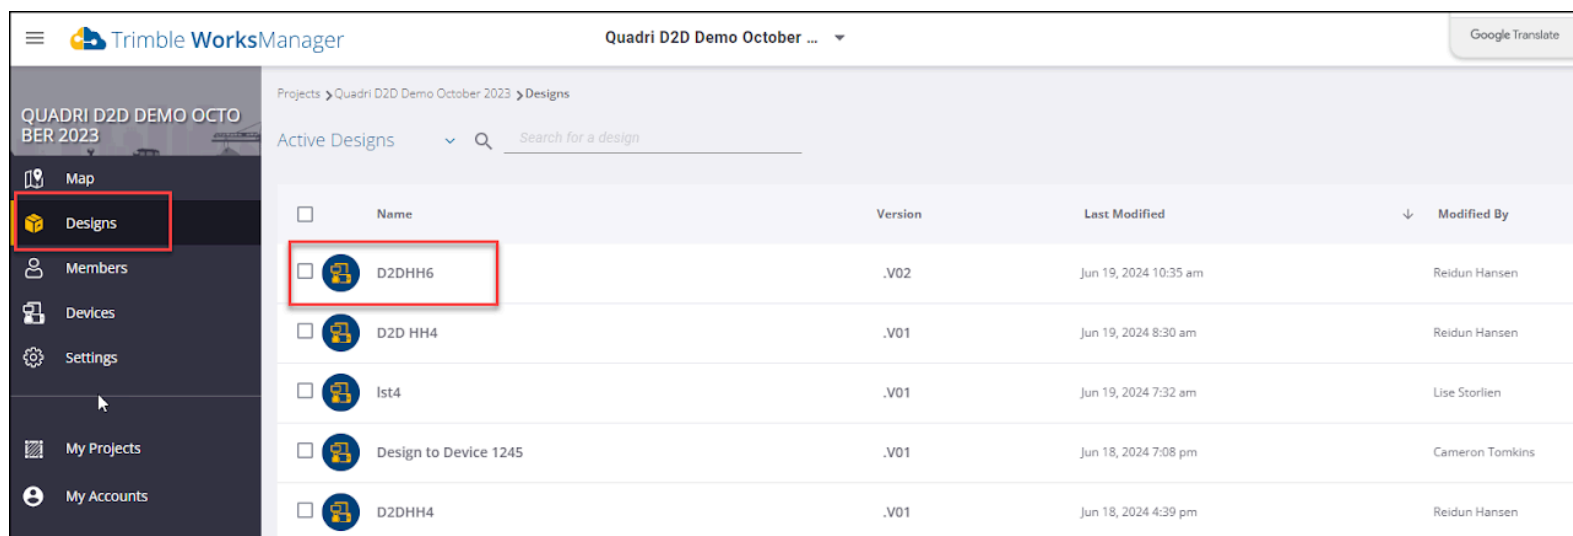 Trimble WorksManager
Quadri D2D Demo October ...
Google Translate
QUADRI D2D DEMO OCTO
BER 2023
Map
Designs
Members
Devices
Settings
My Projects
My Accounts
Projects > Quadri D2D Demo October 2023 > Designs
Active Designs Search for a design
Name Version Last Modified Modified By
D2DHH6 .V02 Jun 19, 2024 10:35 am Reidun Hansen
D2D HH4 .V01 Jun 19, 2024 8:30 am Reidun Hansen
lst4 .V01 Jun 19, 2024 7:32 am Lise Storlien
Design to Device 1245 .V01 Jun 18, 2024 7:08 pm Cameron Tomkins
D2DHH4 .V01 Jun 18, 2024 4:39 pm Reidun Hansen